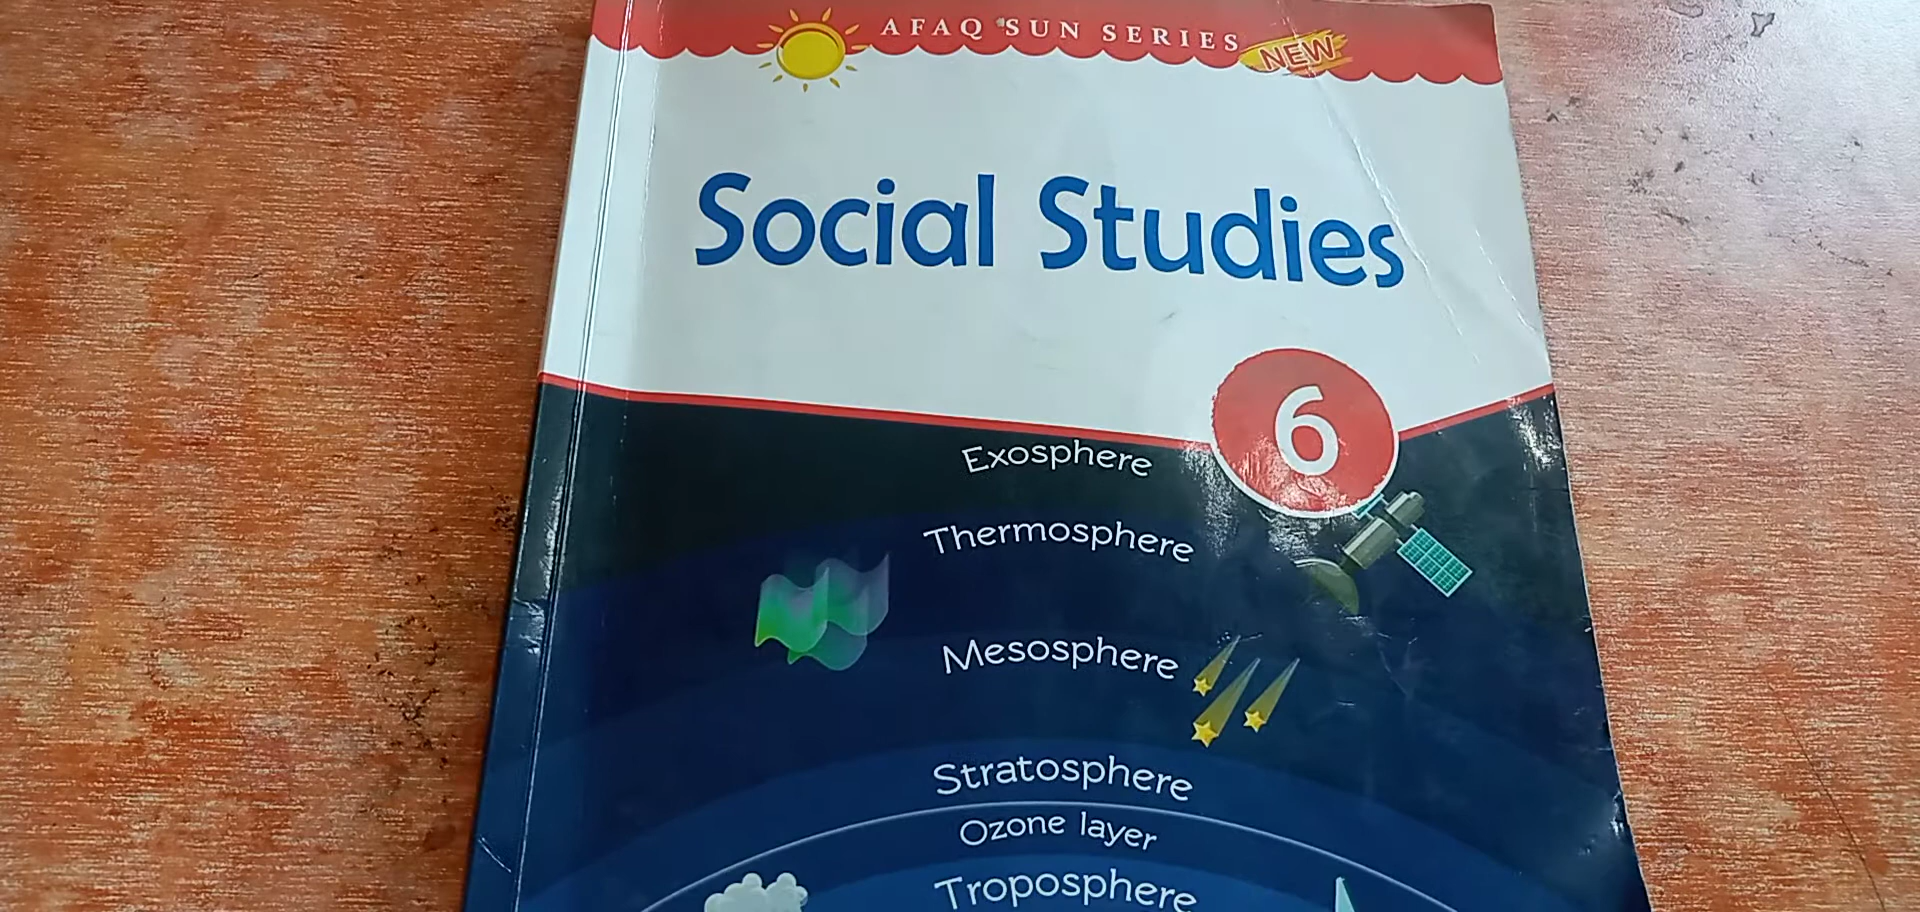 AFAQ SUN SERIES
NEW
Social Studies
6
Exosphere
Thermosphere
Mesosphere
Stratosphere
Ozone layer
Troposphere